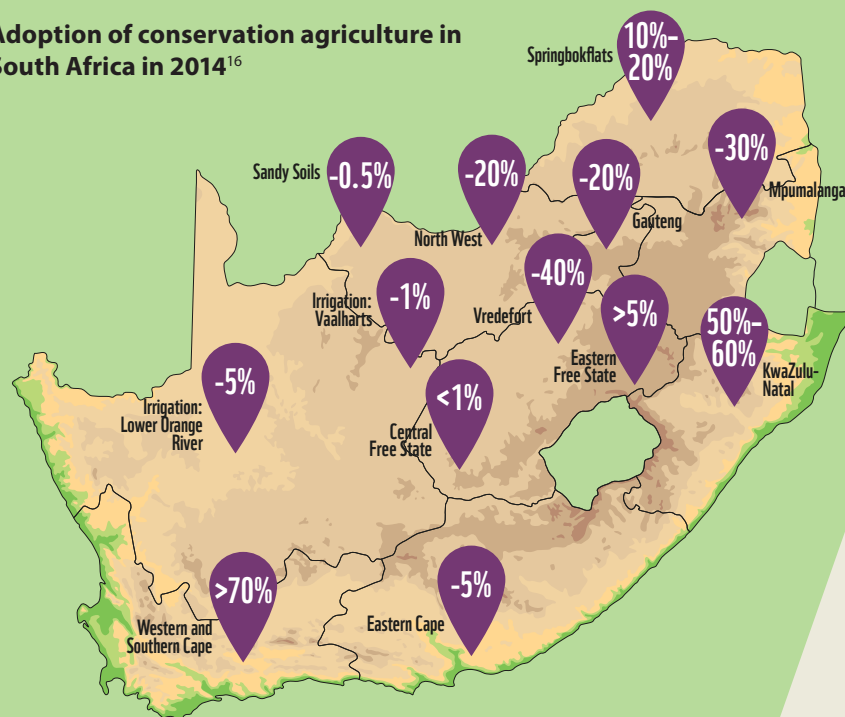 Adoption of conservation agriculture in
South Africa in 2014¹⁶
10%–
20%
Springbokflats
-30%
Mpumalanga
Sandy Soils
-0.5%
-20%
North West
-20%
Gauteng
-40%
Vredefort
Irrigation:
Vaalharts
-1%
>5%
Eastern
Free State
50%–
60%
KwaZulu-
Natal
-5%
Irrigation:
Lower Orange
River
<1%
Central
Free State
>70%
Western and
Southern Cape
-5%
Eastern Cape